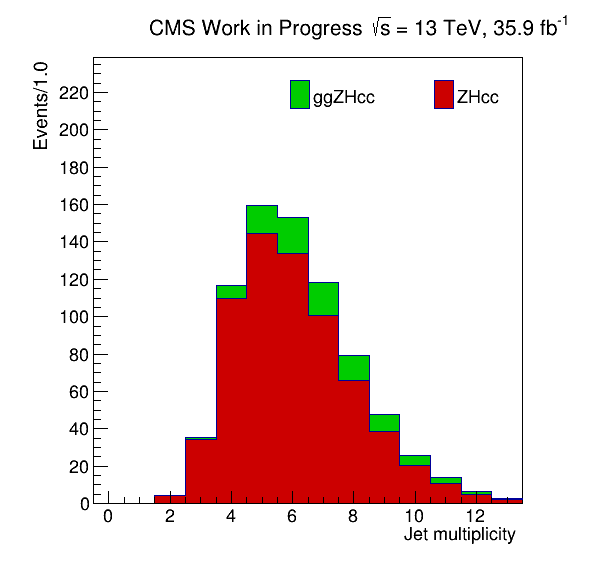 CMS Work in Progress √s = 13 TeV, 35.9 fb⁻¹
Events/1.0
ggZHcc
ZHcc
220
200
180
160
140
120
100
80
60
40
20
0
0 2 4 6 8 10 12
Jet multiplicity